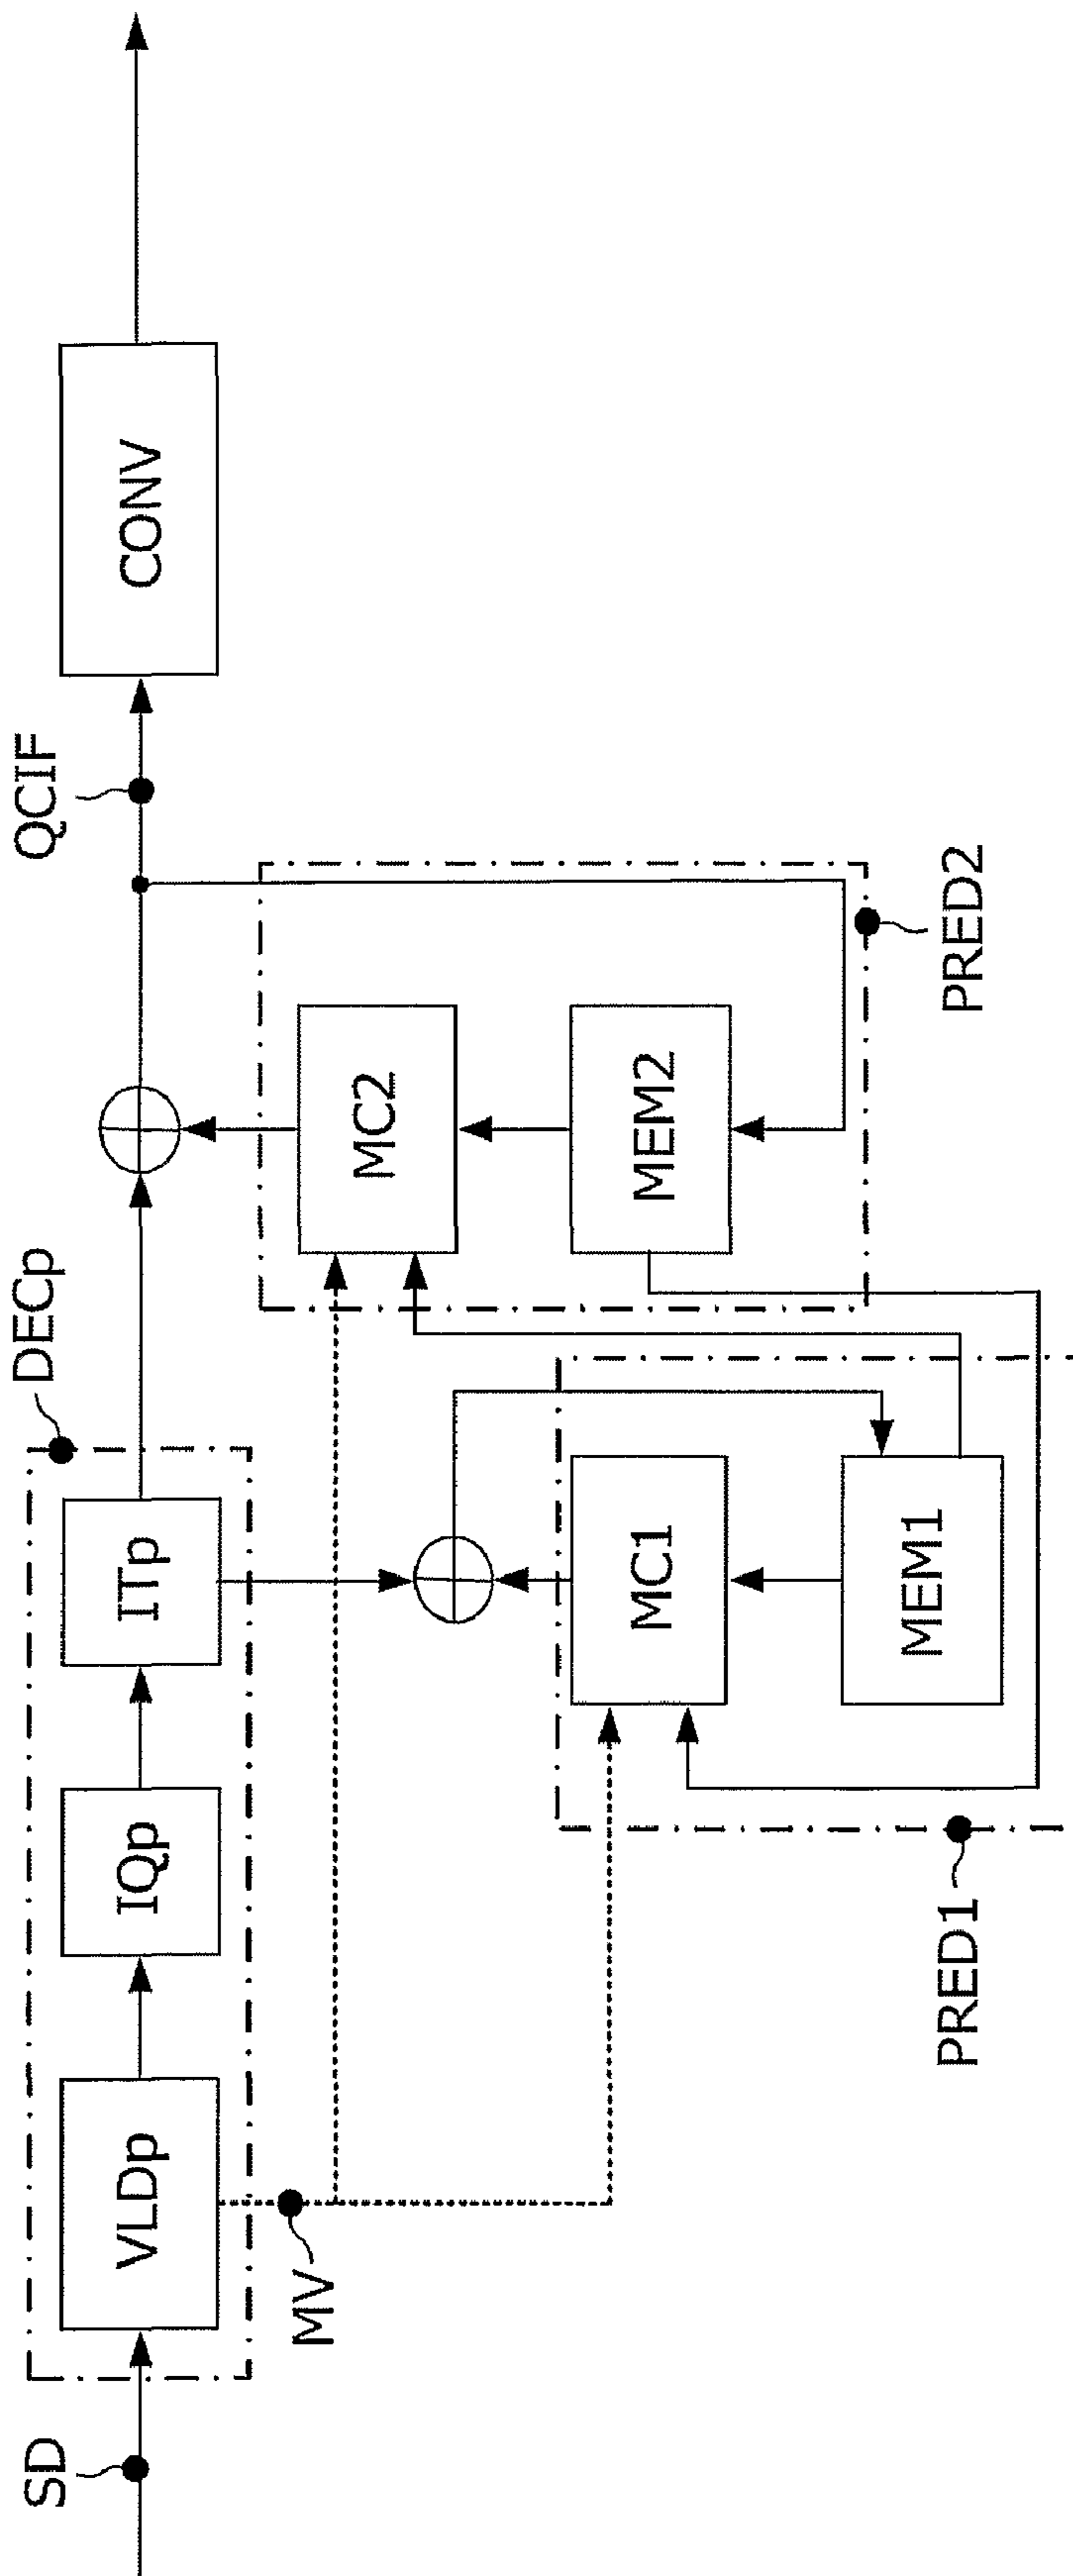 SD
VLDp
IQp
ITp
DECp
QCIF
CONV
MV
MC2
MEM2
PRED2
MC1
MEM1
PRED1